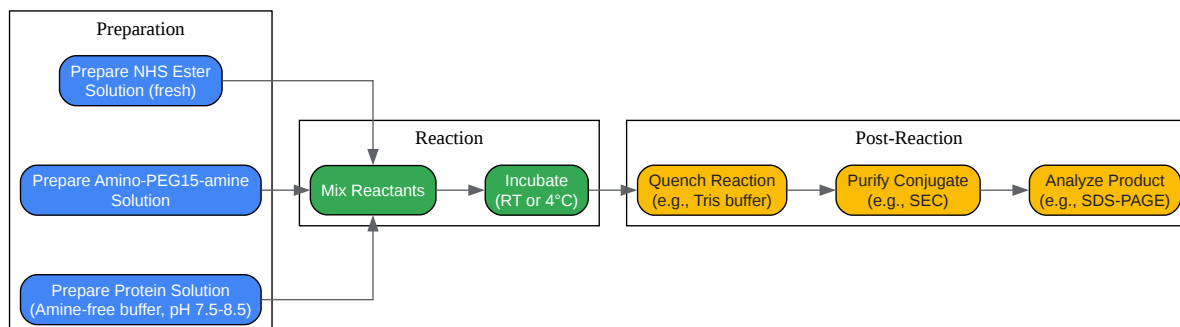 Preparation
Prepare NHS Ester
Solution (fresh)
Prepare Amino-PEG15-amine
Solution
Prepare Protein Solution
(Amine-free buffer, pH 7.5-8.5)
Reaction
Mix Reactants
Incubate
(RT or 4°C)
Post-Reaction
Quench Reaction
(e.g., Tris buffer)
Purify Conjugate
(e.g., SEC)
Analyze Product
(e.g., SDS-PAGE)